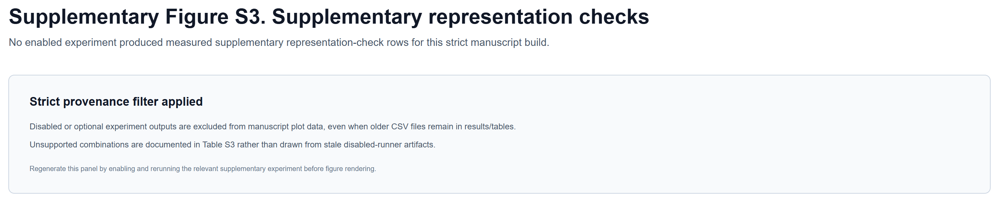 Supplementary Figure S3. Supplementary representation checks
No enabled experiment produced measured supplementary representation-check rows for this strict manuscript build.
Strict provenance filter applied
Disabled or optional experiment outputs are excluded from manuscript plot data, even when older CSV files remain in results/tables.
Unsupported combinations are documented in Table S3 rather than drawn from stale disabled-runner artifacts.
Regenerate this panel by enabling and rerunning the relevant supplementary experiment before figure rendering.